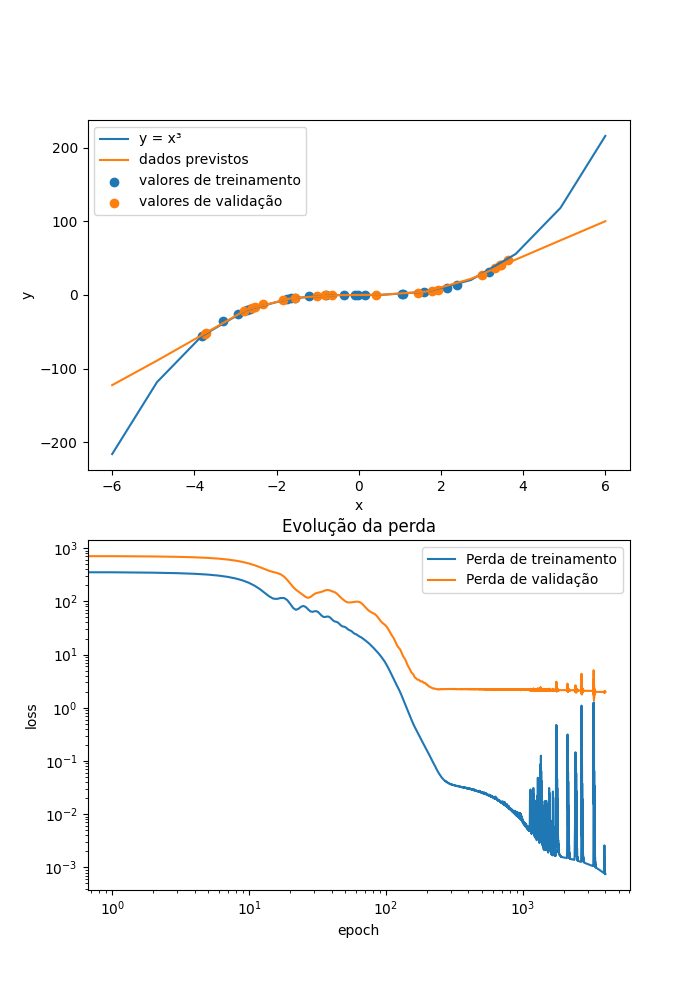 y = x³
dados previstos
valores de treinamento
valores de validação
200
100
0
−100
−200
y
−6 −4 −2 0 2 4 6
x
Evolução da perda
Perda de treinamento
Perda de validação
10³
10²
10¹
10⁰
10⁻¹
10⁻²
10⁻³
loss
10⁰ 10¹ 10² 10³
epoch